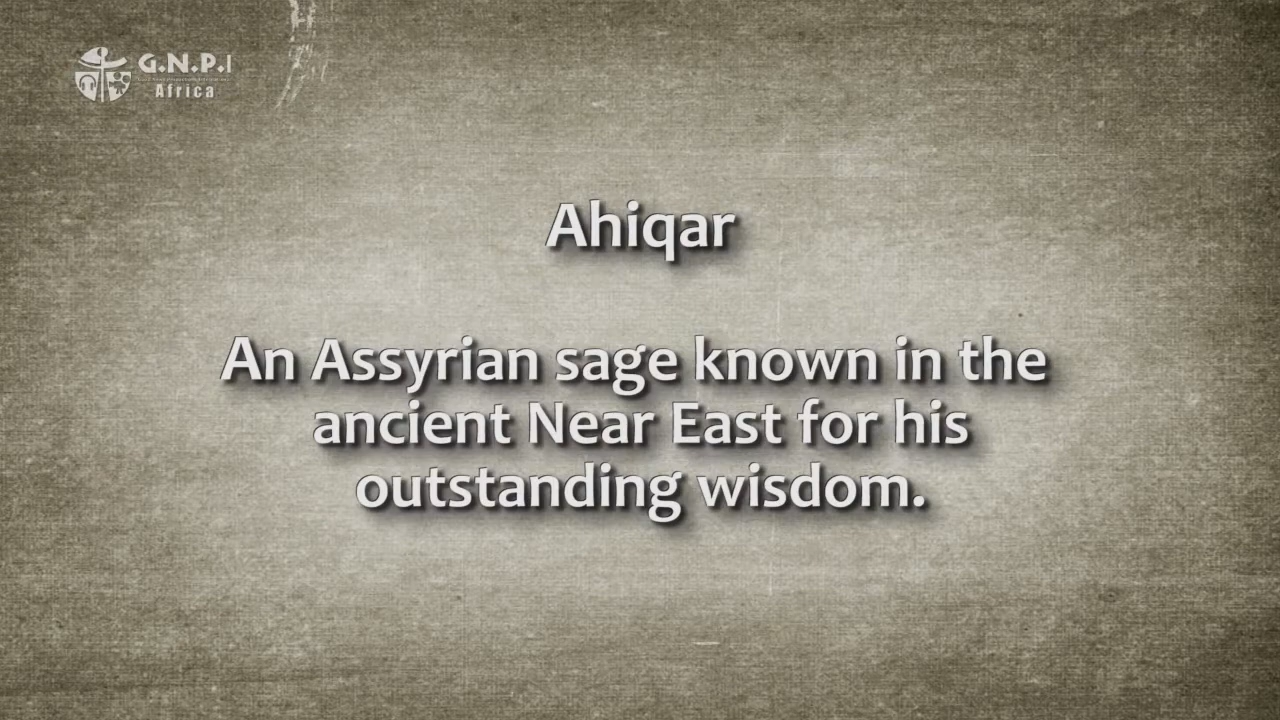 G.N.P.I
Africa
Ahiqar
An Assyrian sage known in the
ancient Near East for his
outstanding wisdom.